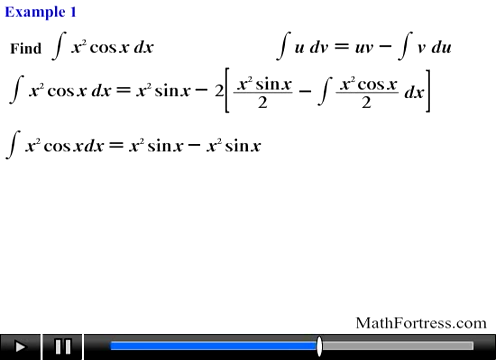 Example 1
Find ∫ x² cos x dx    ∫ u dv = uv − ∫ v du
∫ x² cos x dx = x² sin x − 2[ x² sin x / 2 − ∫ x² cos x / 2 dx ]
∫ x² cos x dx = x² sin x − x² sin x
MathFortress.com